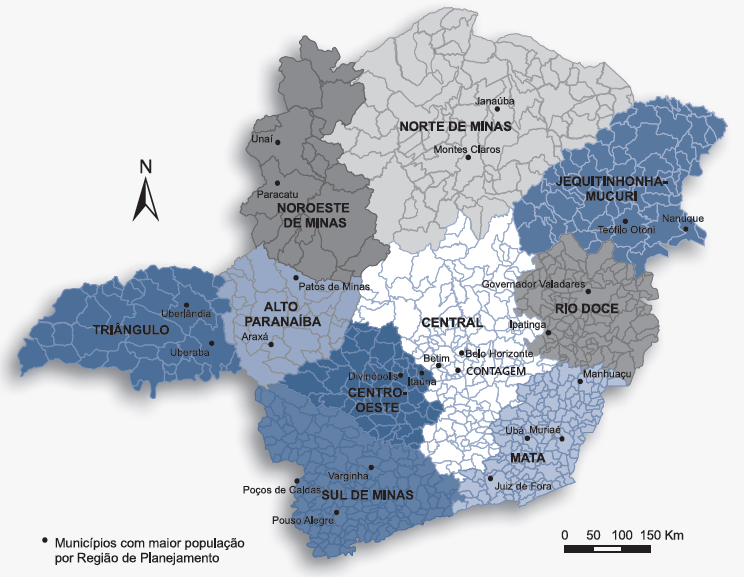 Janaúba
NORTE DE MINAS
Montes Claros
Unaí
N
Paracatu
NOROESTE
DE MINAS
JEQUITINHONHA-
MUCURI
Nanuque
Teófilo Otoni
Patos de Minas
Governador Valadares
Uberlândia
ALTO
PARANAÍBA
RIO DOCE
TRIÂNGULO
CENTRAL
Ipatinga
Araxá
Uberaba
Belo Horizonte
Betim
CONTAGEM
Divinópolis
Itaúna
Manhuaçu
CENTRO-
OESTE
Ubá
Muriaé
MATA
Varginha
Juiz de Fora
Poços de Caldas
SUL DE MINAS
Pouso Alegre
0 50 100 150 Km
Municípios com maior população
por Região de Planejamento